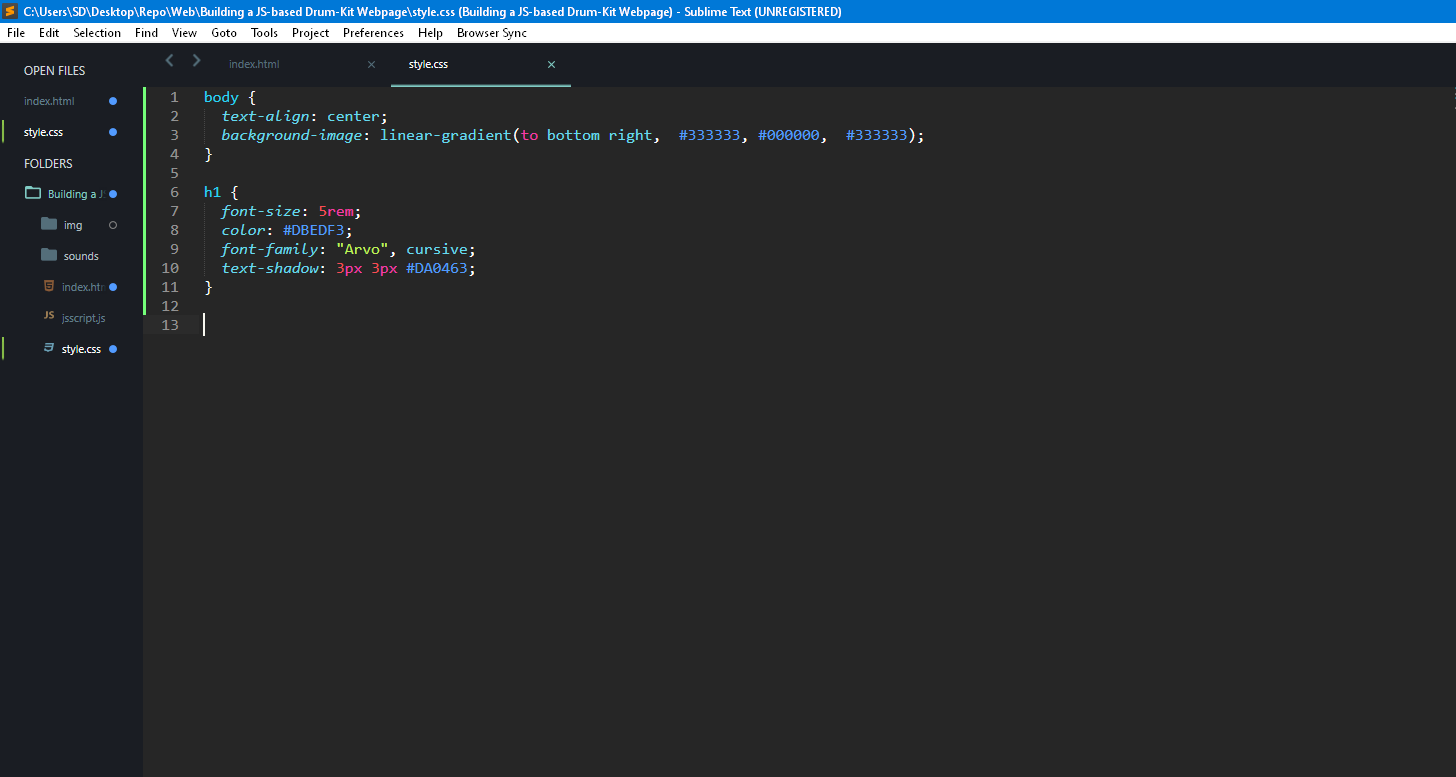 C:\Users\SD\Desktop\Repo\Web\Building a JS-based Drum-Kit Webpage\style.css (Building a JS-based Drum-Kit Webpage) - Sublime Text (UNREGISTERED)
File Edit Selection Find View Goto Tools Project Preferences Help Browser Sync
OPEN FILES
index.html
style.css
FOLDERS
Building a JS
img
sounds
index.htm
JS jsscript.js
style.css
index.html style.css
1 body {
2 text-align: center;
3 background-image: linear-gradient(to bottom right,  #333333, #000000,  #333333);
4 }
5
6 h1 {
7 font-size: 5rem;
8 color: #DBEDF3;
9 font-family: "Arvo", cursive;
10 text-shadow: 3px 3px #DA0463;
11 }
12
13